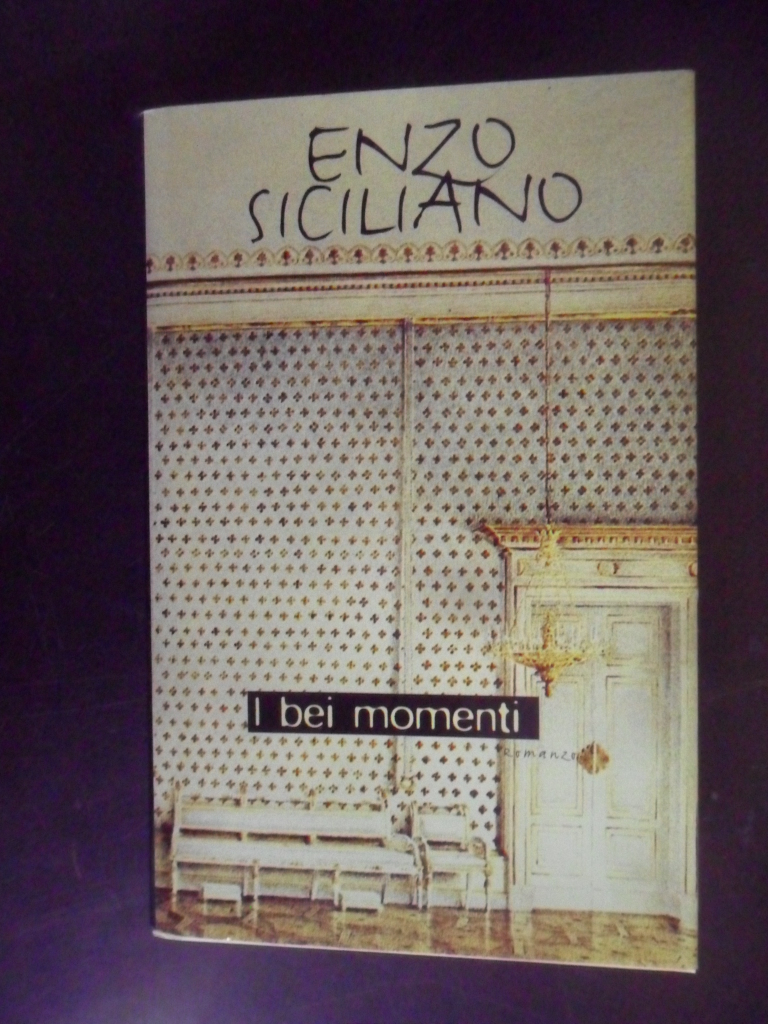 ENZO
SICILIANO
I bei momenti
Romanzo